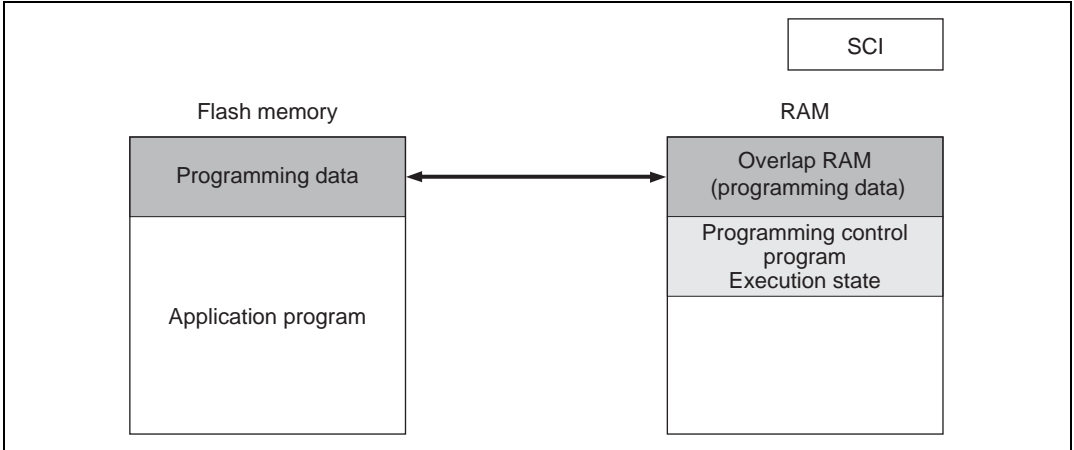 SCI
Flash memory
RAM
Programming data
Overlap RAM
(programming data)
Programming control
program
Execution state
Application program